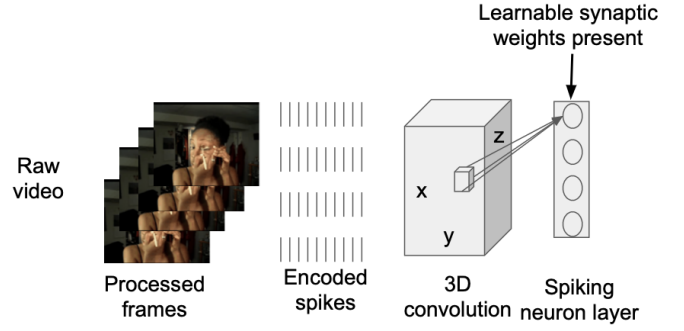 Learnable synaptic
weights present
Raw
video
z
x
y
Processed
frames
Encoded
spikes
3D
convolution
Spiking
neuron layer